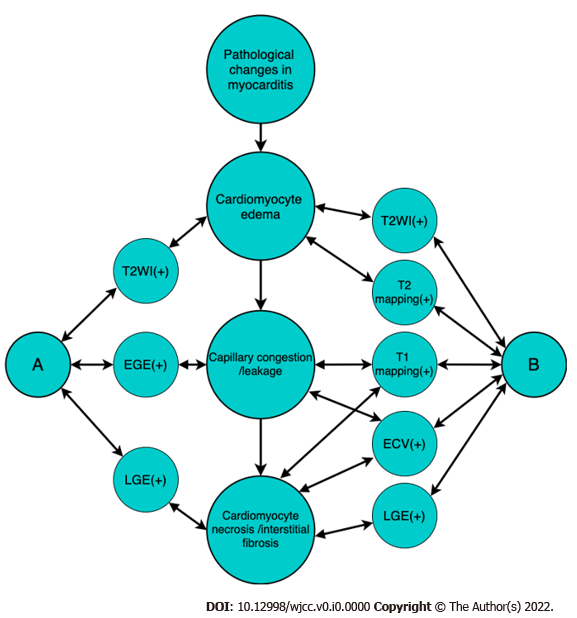 Pathological
changes in
myocarditis
Cardiomyocyte
edema
T2WI(+)
T2WI(+)
T2
mapping(+)
A
EGE(+)
Capillary congestion
/leakage
T1
mapping(+)
B
ECV(+)
LGE(+)
Cardiomyocyte
necrosis /interstitial
fibrosis
LGE(+)
DOI: 10.12998/wjcc.v0.i0.0000 Copyright © The Author(s) 2022.